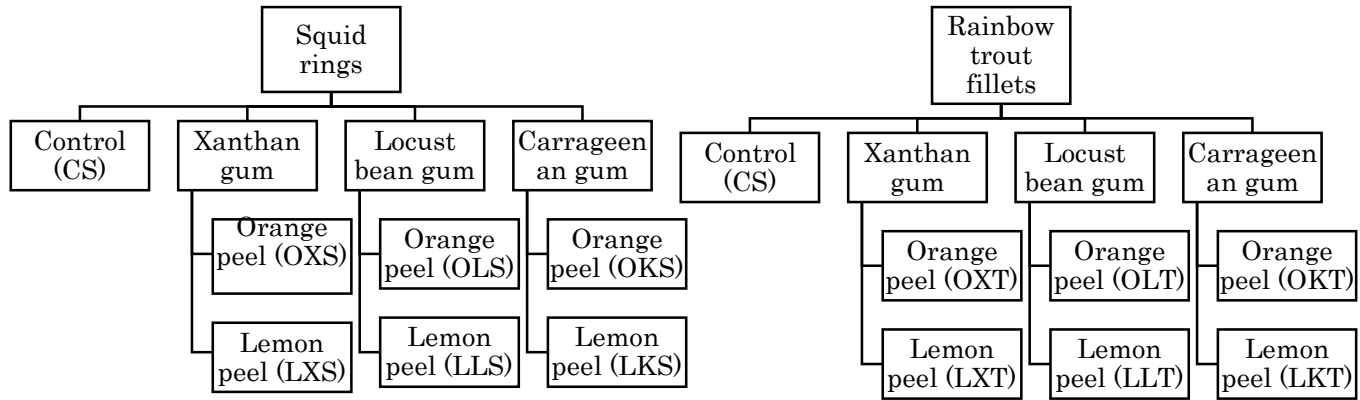 Squid
rings
Control
(CS)
Xanthan
gum
Locust
bean gum
Carrageen
an gum
Orange
peel (OXS)
Orange
peel (OLS)
Orange
peel (OKS)
Lemon
peel (LXS)
Lemon
peel (LLS)
Lemon
peel (LKS)
Rainbow
trout
fillets
Control
(CS)
Xanthan
gum
Locust
bean gum
Carrageen
an gum
Orange
peel (OXT)
Orange
peel (OLT)
Orange
peel (OKT)
Lemon
peel (LXT)
Lemon
peel (LLT)
Lemon
peel (LKT)